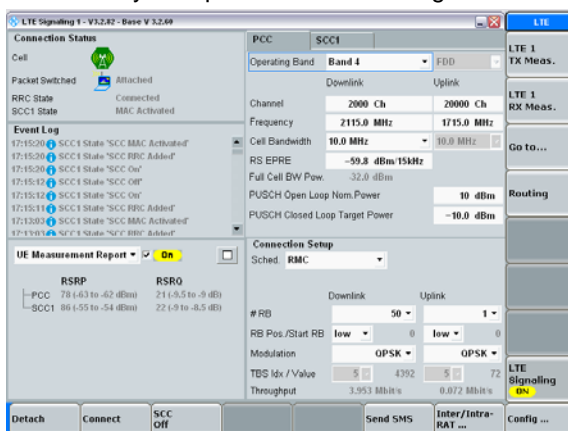 LTE Signaling 1 - V3.2.82 - Base V 3.2.60
LTE
Connection Status
Cell
Packet Switched Attached
RRC State Connected
SCC1 State MAC Activated
Event Log
17:15:20 SCC1 State 'SCC MAC Activated'
17:15:20 SCC1 State 'SCC RRC Added'
17:15:20 SCC1 State 'SCC On'
17:15:12 SCC1 State 'SCC Off'
17:15:12 SCC1 State 'SCC On'
17:15:11 SCC1 State 'SCC RRC Added'
17:13:03 SCC1 State 'SCC MAC Activated'
17:13:03 SCC1 State 'SCC RRC Added'
UE Measurement Report On
RSRP RSRQ
PCC 78 (-63 to -62 dBm) 21 (-9.5 to -9 dB)
SCC1 86 (-55 to -54 dBm) 22 (-9 to -8.5 dB)
PCC SCC1
Operating Band Band 4 FDD
Downlink Uplink
Channel 2000 Ch 20000 Ch
Frequency 2115.0 MHz 1715.0 MHz
Cell Bandwidth 10.0 MHz 10.0 MHz
RS EPRE -59.8 dBm/15kHz
Full Cell BW Pow. -32.0 dBm
PUSCH Open Loop Nom.Power 10 dBm
PUSCH Closed Loop Target Power -10.0 dBm
Connection Setup
Sched. RMC
Downlink Uplink
# RB 50 1
RB Pos./Start RB low 0 low 0
Modulation QPSK QPSK
TBS Idx / Value 5 4392 5 72
Throughput 3.953 Mbit/s 0.072 Mbit/s
LTE 1
TX Meas.
LTE 1
RX Meas.
Go to...
Routing
LTE
Signaling
ON
Detach
Connect
SCC
Off
Send SMS
Inter/Intra-
RAT ...
Config ...